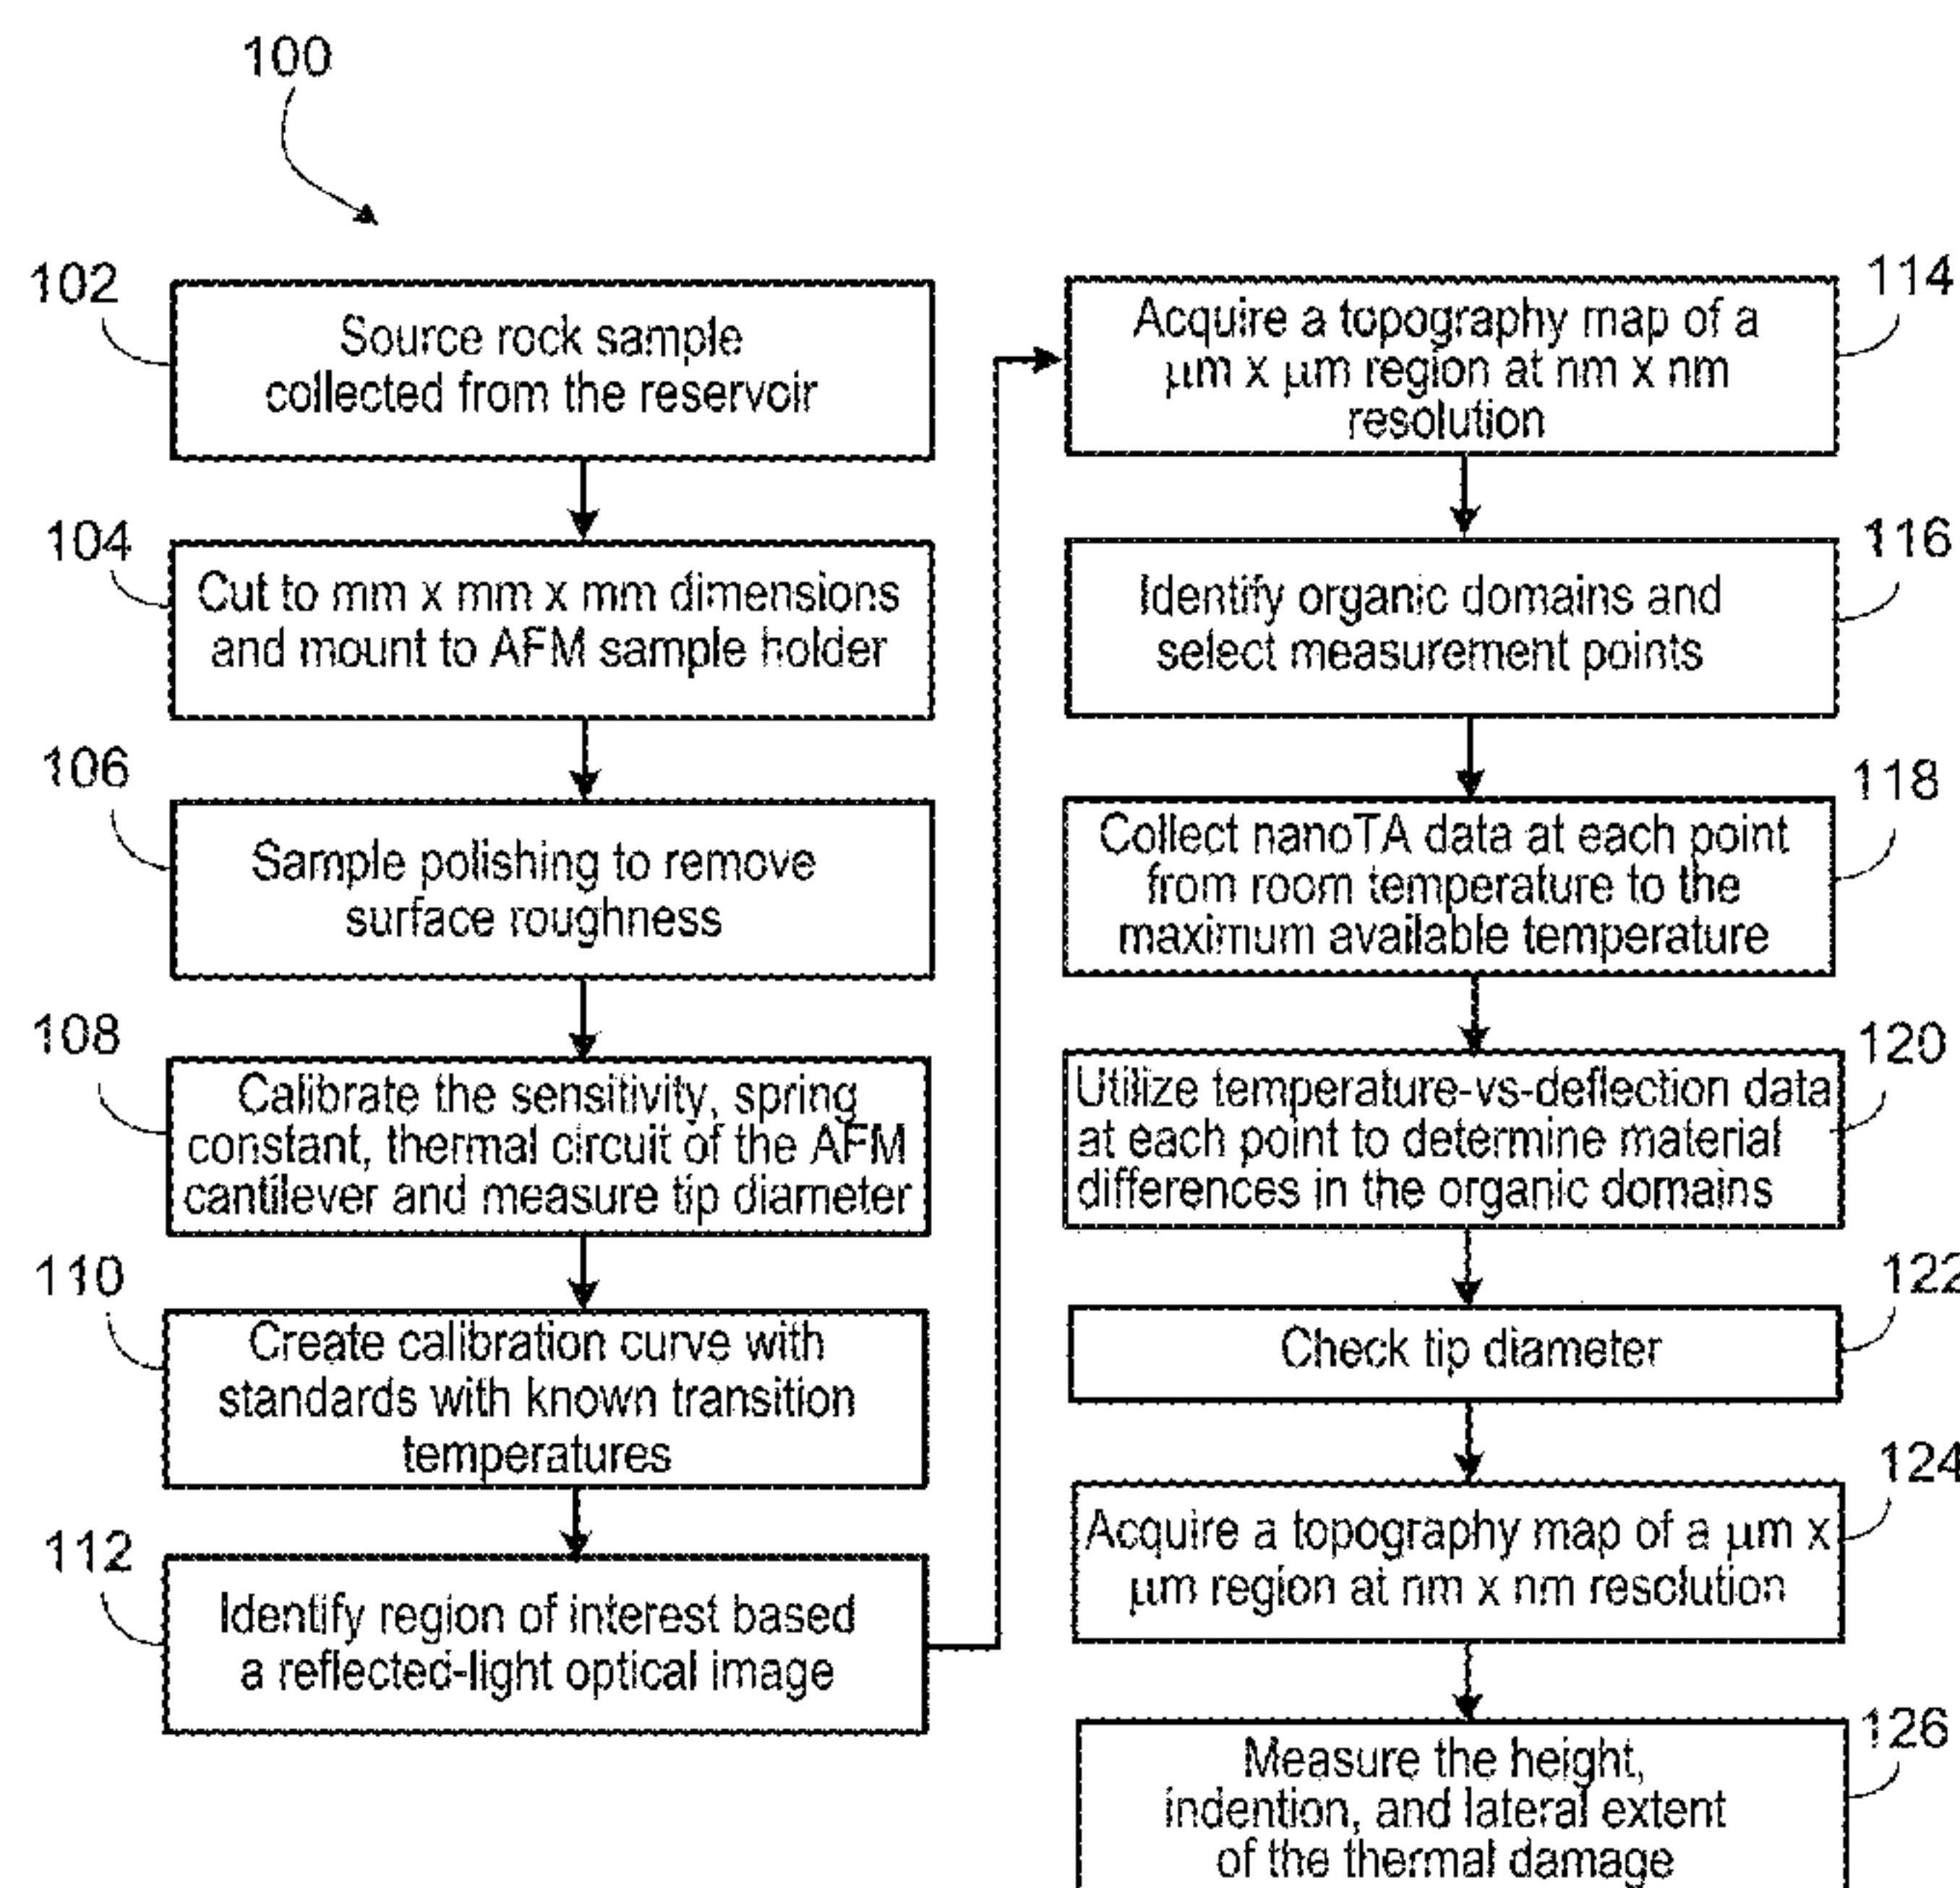 100
102
Source rock sample
collected from the reservoir
104
Cut to mm x mm x mm dimensions
and mount to AFM sample holder
106
Sample polishing to remove
surface roughness
108
Calibrate the sensitivity, spring
constant, thermal circuit of the AFM
cantilever and measure tip diameter
110
Create calibration curve with
standards with known transition
temperatures
112
Identify region of interest based
a reflected-light optical image
114
Acquire a topography map of a
μm x μm region at nm x nm
resolution
116
Identify organic domains and
select measurement points
118
Collect nanoTA data at each point
from room temperature to the
maximum available temperature
120
Utilize temperature-vs-deflection data
at each point to determine material
differences in the organic domains
122
Check tip diameter
124
Acquire a topography map of a μm x
μm region at nm x nm resolution
126
Measure the height,
indention, and lateral extent
of the thermal damage